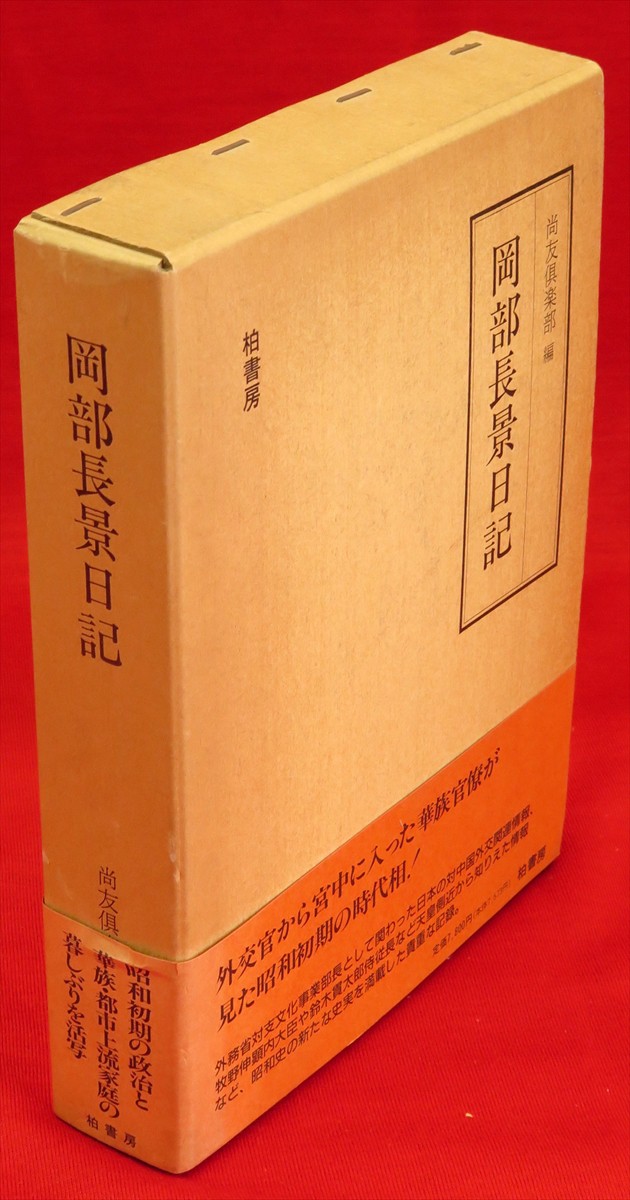 尚友倶楽部 編
岡部長景日記
柏書房
外交官から宮中に入った華族官僚が
見た昭和初期の時代相！
外務省対支文化事業部長として関わった日本の対中国外交関連情報、
牧野伸顕内大臣や鈴木貫太郎侍従長など天皇側近から知りえた情報
など、昭和史の新たな史実を満載した貴重な記録。
柏書房
岡部長景日記
尚友倶
昭和初期の政治と
華族・都市上流家庭の
暮しぶりを活写
柏書房